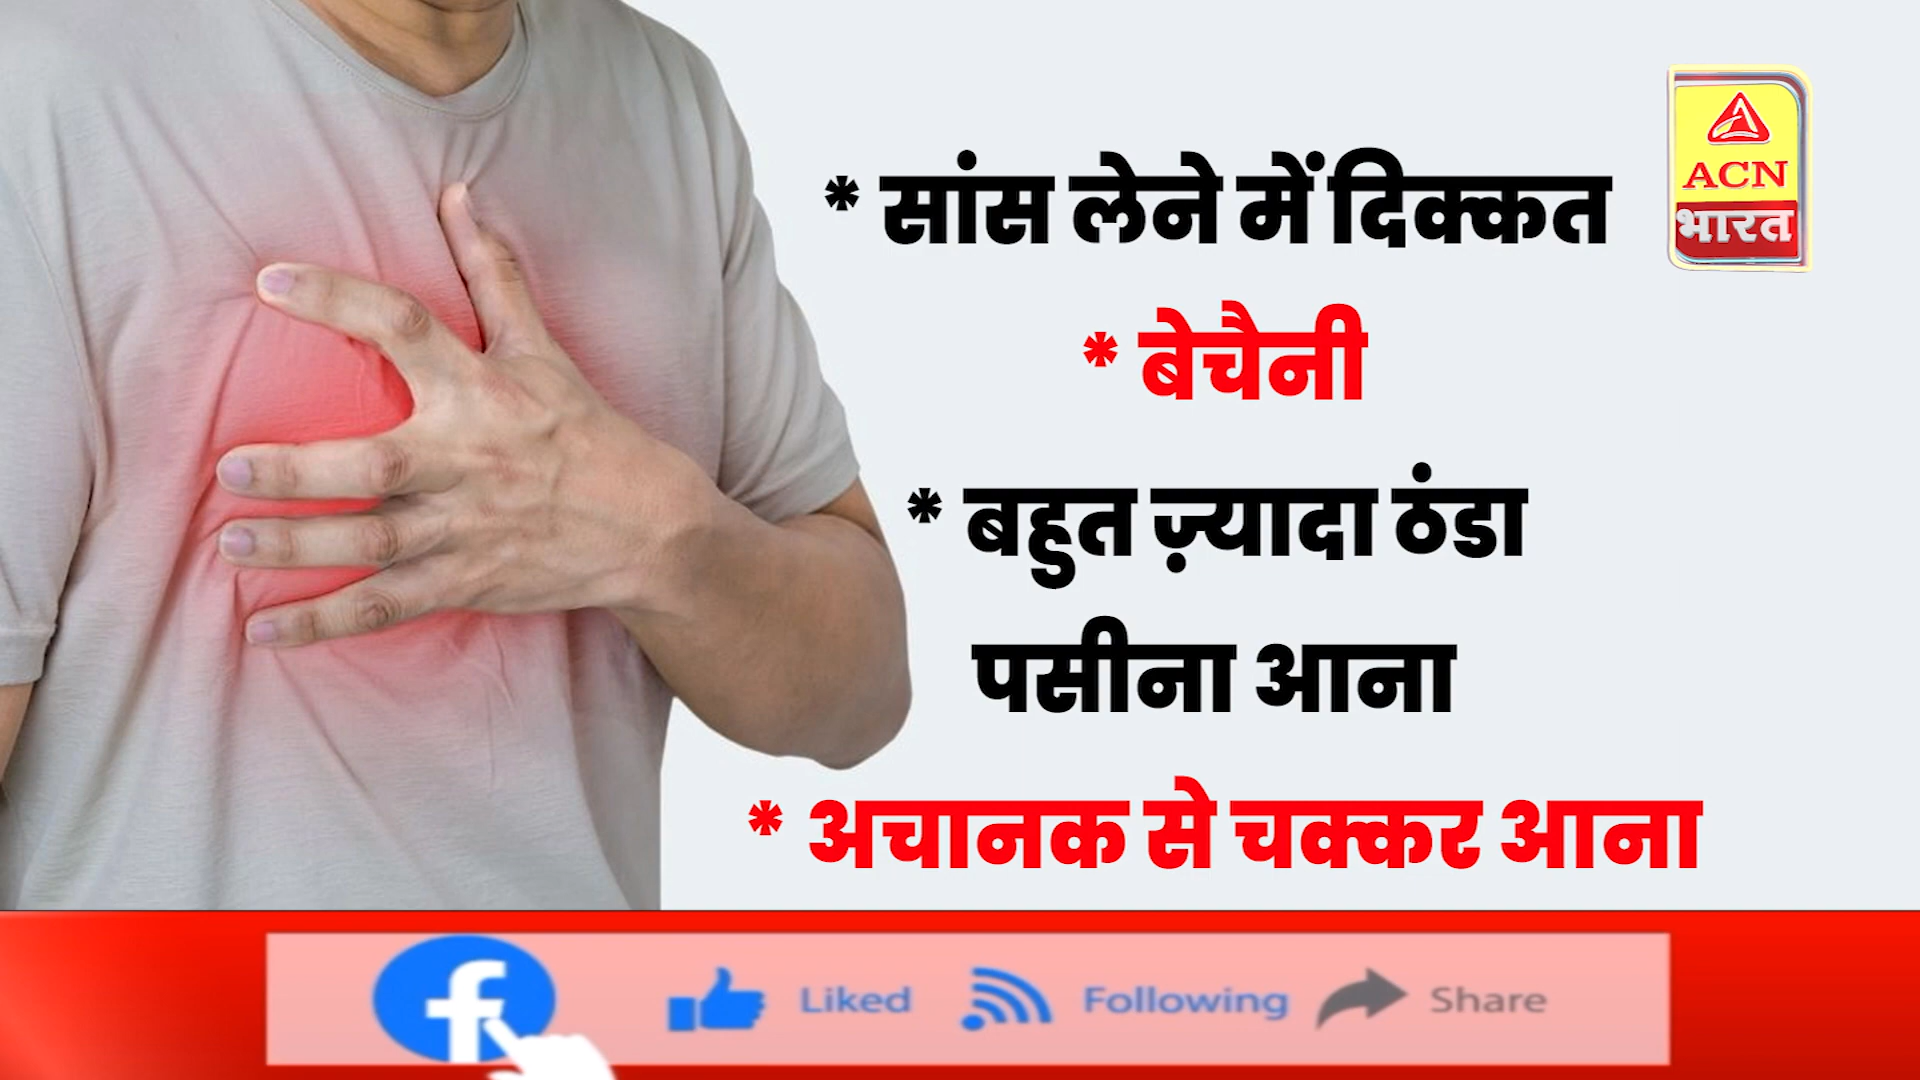 * सांस लेने में दिक्कत
ACN
भारत
* बेचैनी
* बहुत ज़्यादा ठंडा
पसीना आना
* अचानक से चक्कर आना
Liked
Following
Share